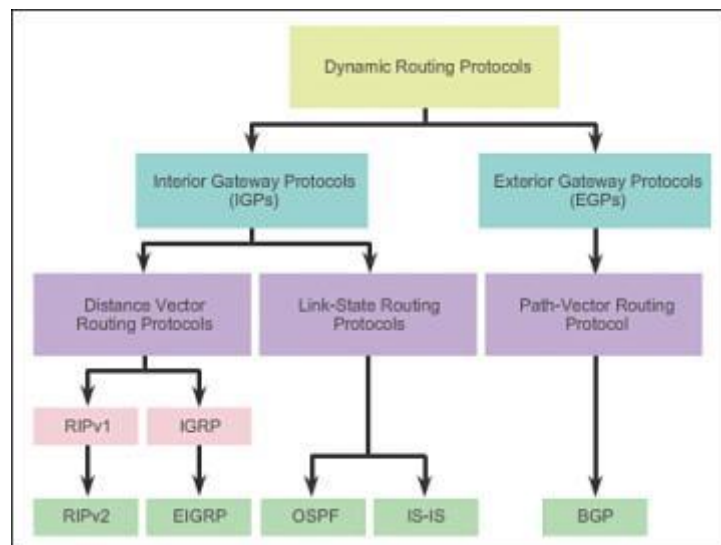 Dynamic Routing Protocols
Interior Gateway Protocols
(IGPs)
Exterior Gateway Protocols
(EGPs)
Distance Vector
Routing Protocols
Link-State Routing
Protocols
Path-Vector Routing
Protocol
RIPv1
IGRP
RIPv2
EIGRP
OSPF
IS-IS
BGP